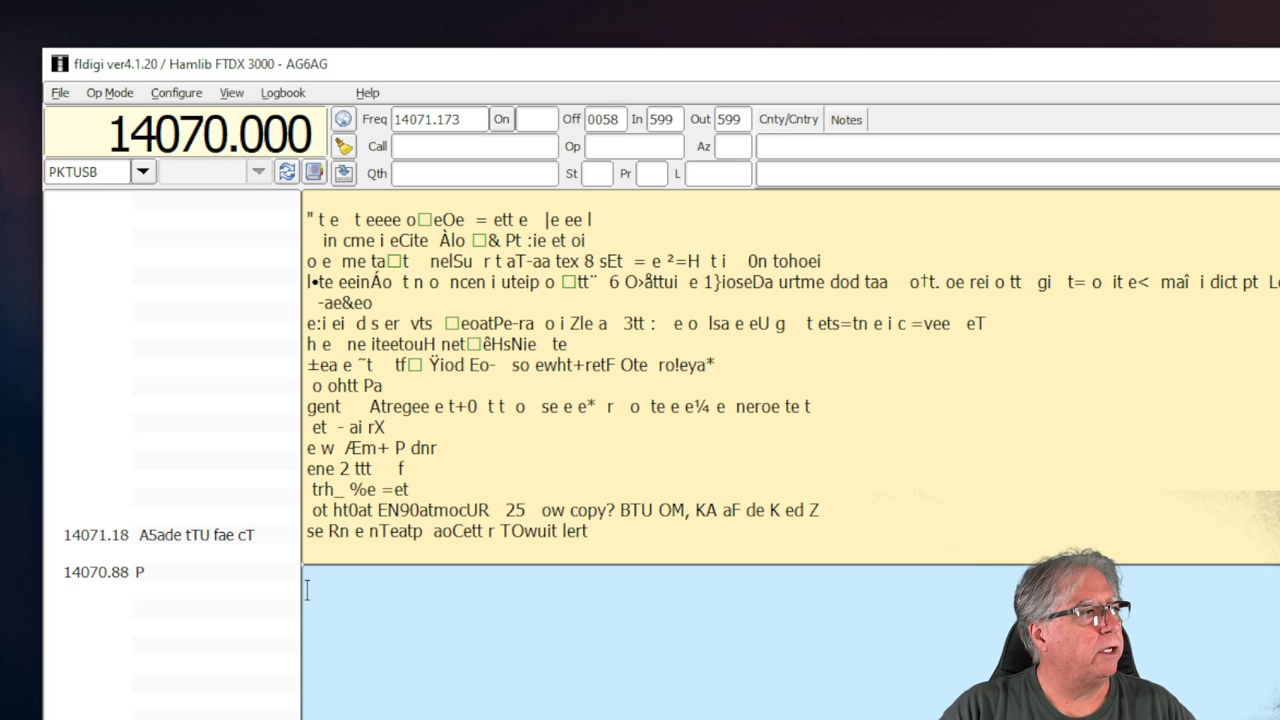 fldigi ver4.1.20 / Hamlib FTDX 3000 - AG6AG
File Op Mode Configure View Logbook Help
14070.000 Freq 14071.173 On Off 0058 In 599 Out 599 Cnty/Cntry Notes
Call Op Az
PKTUSB Qth St Pr L
" t e t eeee o□eOe = ett e |e ee l
in cme i eCite Àlo □& Pt :ie et oi
o e me ta□t nelSu r t aT-aa tex 8 sEt = e ²=H t i 0n tohoei
l•te eeinÁo t n o ncen i uteip o □tt¨ 6 O›åttui e 1}ioseDa urtme dod taa o†t. oe rei o tt gi t= o it e< maî i dict pt
-ae&eo
e:i ei d s er vts □eoatPe-ra o i Zle a 3tt : e o lsa e eU g t ets=tn e i c =vee eT
h e ne iteetouH net□êHsNie te
±ea e ˜t tf□ Ÿiod Eo- so ewht+retF Ote ro!eya*
o ohtt Pa
gent Atregee e t+0 t t o se e e* r o te e e¼ e neroe te t
et - ai rX
e w Æm+ P dnr
ene 2 ttt f
trh_ %e =et
ot ht0at EN90atmocUR 25 ow copy? BTU OM, KA aF de K ed Z
se Rn e nTeatp aoCett r TOwuit lert
14071.18 A5ade tTU fae cT
14070.88 P